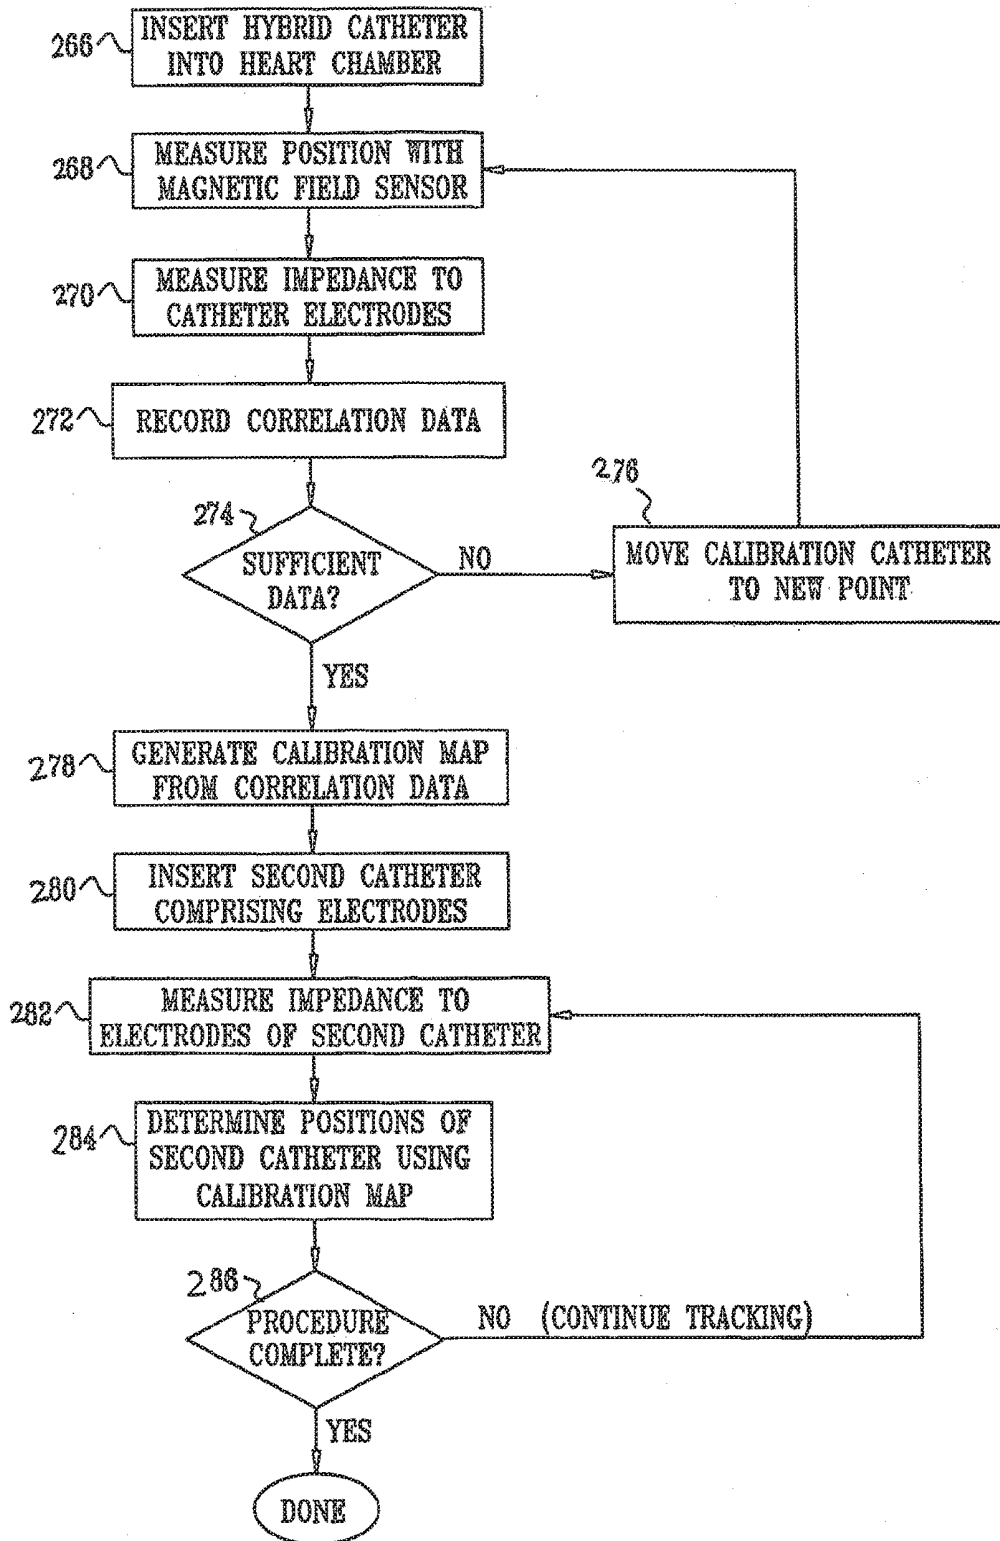 266
INSERT HYBRID CATHETER
INTO HEART CHAMBER
268
MEASURE POSITION WITH
MAGNETIC FIELD SENSOR
270
MEASURE IMPEDANCE TO
CATHETER ELECTRODES
272
RECORD CORRELATION DATA
274
SUFFICIENT
DATA?
NO
276
MOVE CALIBRATION CATHETER
TO NEW POINT
YES
278
GENERATE CALIBRATION MAP
FROM CORRELATION DATA
280
INSERT SECOND CATHETER
COMPRISING ELECTRODES
282
MEASURE IMPEDANCE TO
ELECTRODES OF SECOND CATHETER
284
DETERMINE POSITIONS OF
SECOND CATHETER USING
CALIBRATION MAP
286
PROCEDURE
COMPLETE?
NO (CONTINUE TRACKING)
YES
DONE